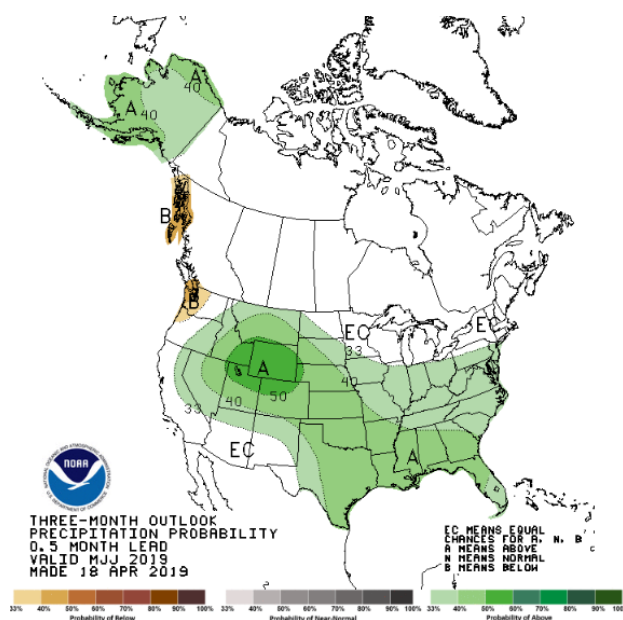 A
40
A
40
B
B
EC
33
EC
A
40
50
40
33
EC
A
NOAA
THREE-MONTH OUTLOOK
PRECIPITATION PROBABILITY
0.5 MONTH LEAD
VALID MJJ 2019
MADE 18 APR 2019
EC MEANS EQUAL
CHANCES FOR A, N, B
A MEANS ABOVE
N MEANS NORMAL
B MEANS BELOW
33% 40% 50% 60% 70% 80% 90% 100%
Probability of Below
33% 40% 50% 60% 70% 80% 90% 100%
Probability of Near-Normal
33% 40% 50% 60% 70% 80% 90% 100%
Probability of Above